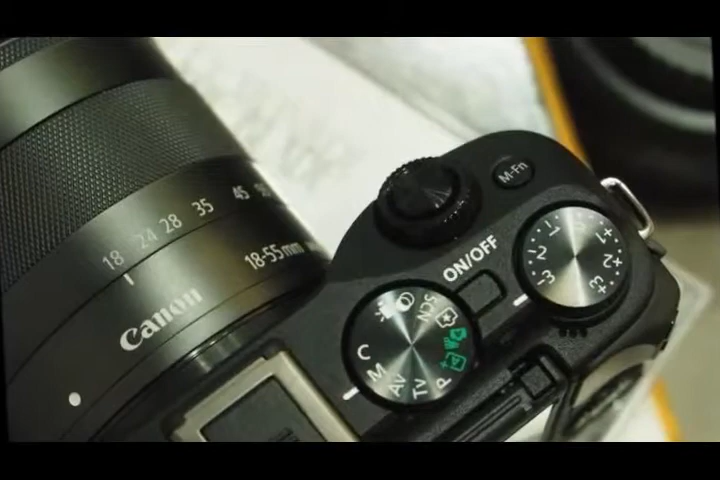 18 24 28 35 45
18-55mm
Canon
M-Fn
ON/OFF
1 +1
-2 +2
-3 +3
SCN
C
M
Av
Tv
P